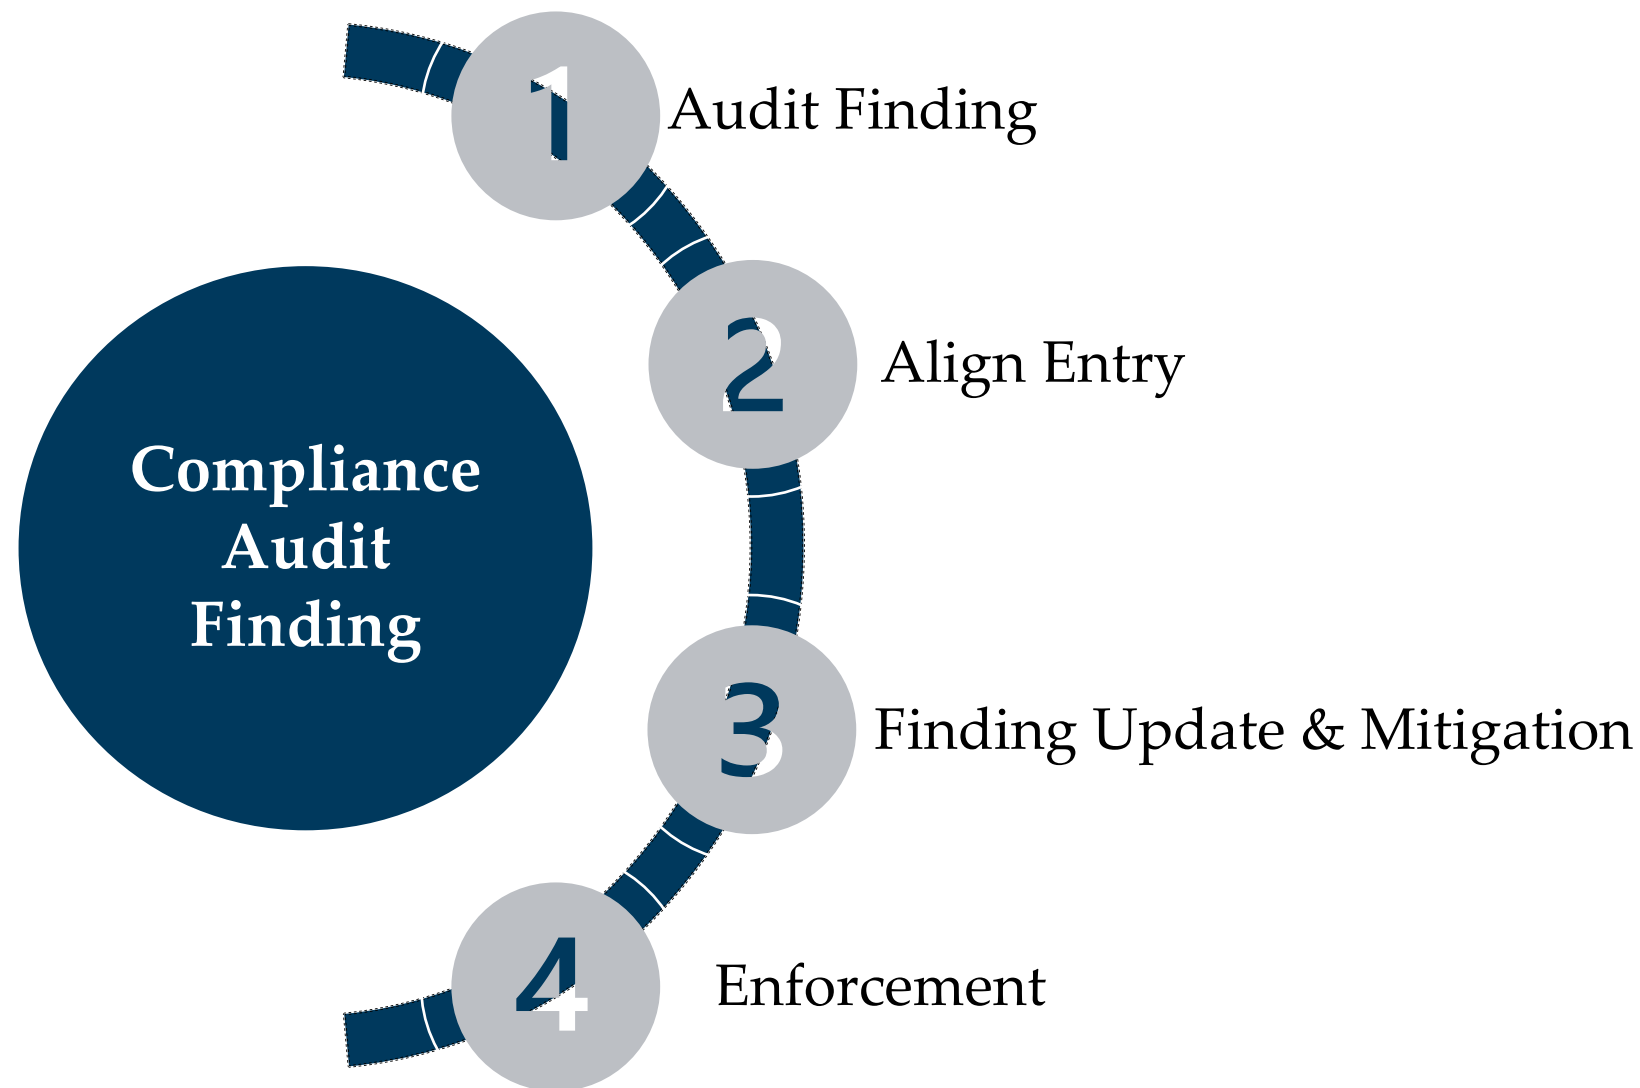 Compliance
Audit
Finding
1
Audit Finding
2
Align Entry
3
Finding Update & Mitigation
4
Enforcement